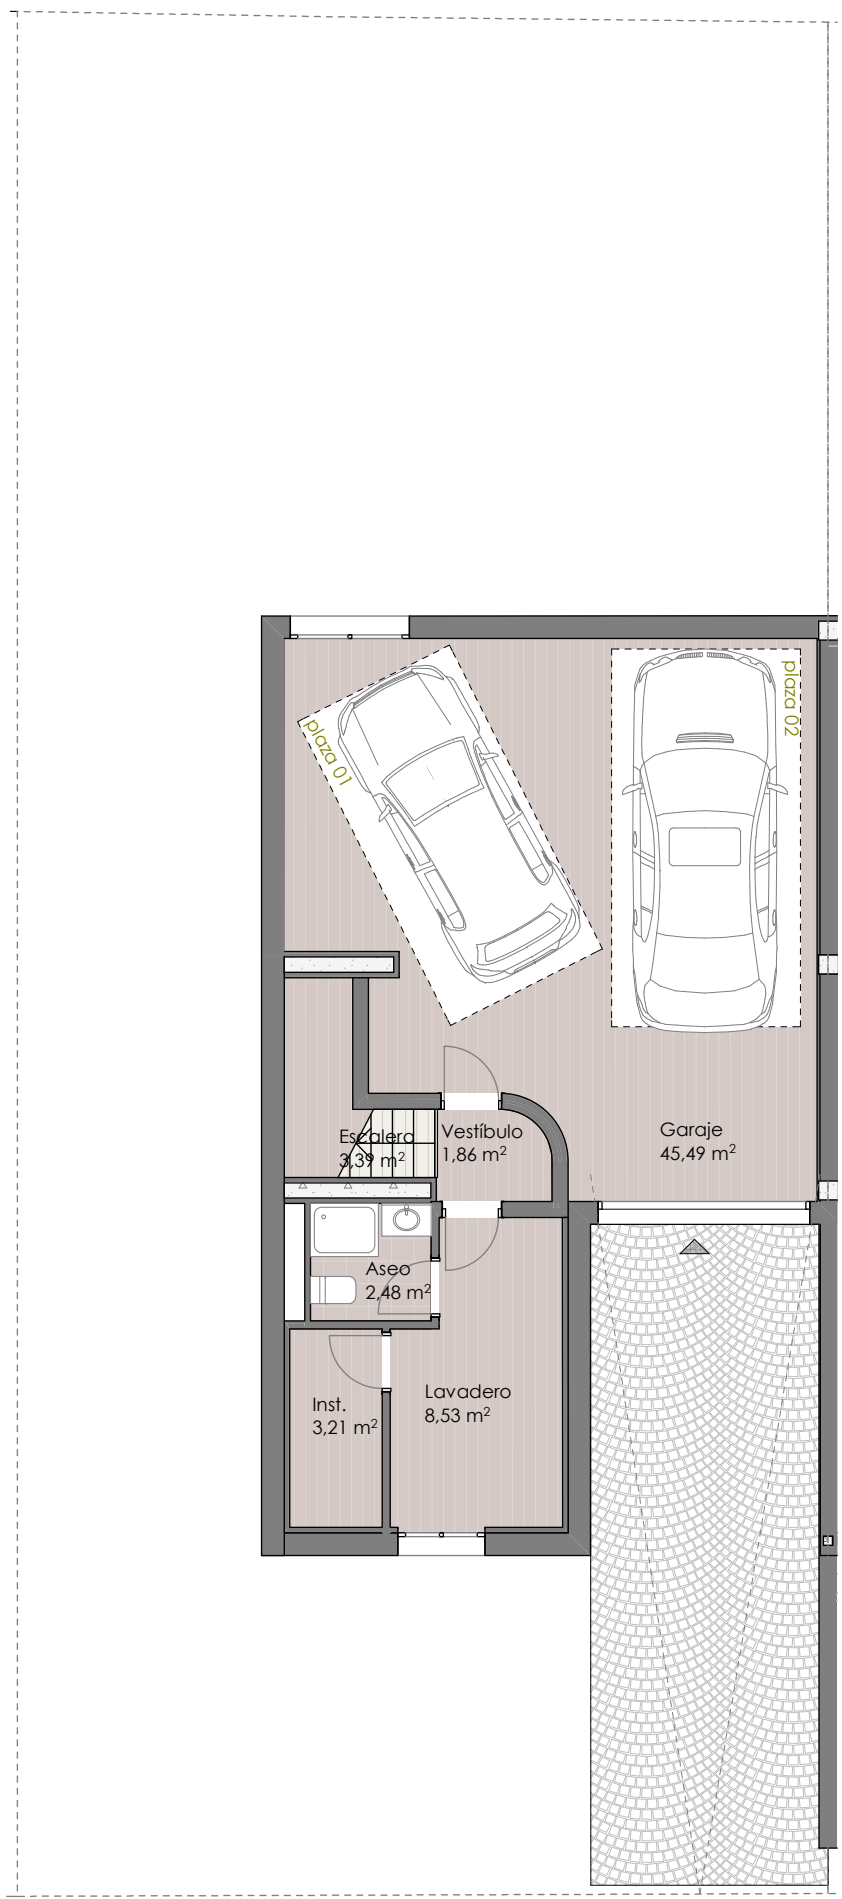 plaza 01
plaza 02
Escalera
3,39 m²
Vestíbulo
1,86 m²
Garaje
45,49 m²
Aseo
2,48 m²
Inst.
3,21 m²
Lavadero
8,53 m²